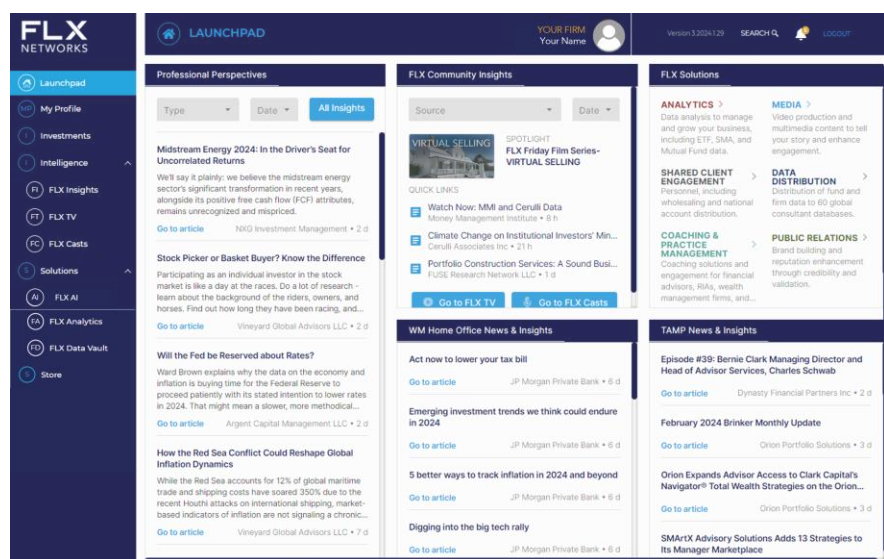 FLX
NETWORKS
LAUNCHPAD
YOUR FIRM
Your Name
Version 3.2024.1.29
SEARCH
LOGOUT
Launchpad
My Profile
I
Investments
I
Intelligence
FI
FLX Insights
FT
FLX TV
FC
FLX Casts
S
Solutions
AI
FLX AI
FA
FLX Analytics
FD
FLX Data Vault
S
Store
Professional Perspectives
Type
Date
All Insights
Midstream Energy 2024: In the Driver's Seat for
Uncorrelated Returns
We'll say it plainly: we believe the midstream energy
sector's significant transformation in recent years,
alongside its positive free cash flow (FCF) attributes,
remains unrecognized and mispriced.
Go to article
NXG Investment Management • 2 d
Stock Picker or Basket Buyer? Know the Difference
Participating as an individual investor in the stock
market is like a day at the races. Do a lot of research -
learn about the background of the riders, owners, and
horses. Find out how long they have been racing, and...
Go to article
Vineyard Global Advisors LLC • 2 d
Will the Fed be Reserved about Rates?
Ward Brown explains why the data on the economy and
inflation is buying time for the Federal Reserve to
proceed patiently with its stated intention to lower rates
in 2024. That might mean a slower, more methodical...
Go to article
Argent Capital Management LLC • 2 d
How the Red Sea Conflict Could Reshape Global
Inflation Dynamics
While the Red Sea accounts for 12% of global maritime
trade and shipping costs have soared 350% due to the
recent Houthi attacks on international shipping, market-
based indicators of inflation are not signaling a chronic...
Go to article
Vineyard Global Advisors LLC • 7 d
FLX Community Insights
Source
Date
VIRTUAL SELLING
SPOTLIGHT
FLX Friday Film Series-
VIRTUAL SELLING
QUICK LINKS
Watch Now: MMI and Cerulli Data
Money Management Institute • 8 h
Climate Change on Institutional Investors' Min...
Cerulli Associates Inc • 21 h
Portfolio Construction Services: A Sound Busi...
FUSE Research Network LLC • 1 d
Go to FLX TV
Go to FLX Casts
FLX Solutions
ANALYTICS >
Data analysis to manage
and grow your business,
including ETF, SMA, and
Mutual Fund data.
MEDIA >
Video production and
multimedia content to tell
your story and enhance
engagement.
SHARED CLIENT
ENGAGEMENT >
Personnel, including
wholesaling and national
account distribution.
DATA
DISTRIBUTION >
Distribution of fund and
firm data to 60 global
consultant databases.
COACHING &
PRACTICE
MANAGEMENT >
Coaching solutions and
engagement for financial
advisors, RIAs, wealth
management firms, and...
PUBLIC RELATIONS >
Brand building and
reputation enhancement
through credibility and
validation.
WM Home Office News & Insights
Act now to lower your tax bill
Go to article
JP Morgan Private Bank • 6 d
Emerging investment trends we think could endure
in 2024
Go to article
JP Morgan Private Bank • 6 d
5 better ways to track inflation in 2024 and beyond
Go to article
JP Morgan Private Bank • 6 d
Digging into the big tech rally
Go to article
JP Morgan Private Bank • 6 d
TAMP News & Insights
Episode #39: Bernie Clark Managing Director and
Head of Advisor Services, Charles Schwab
Go to article
Dynasty Financial Partners Inc • 2 d
February 2024 Brinker Monthly Update
Go to article
Orion Portfolio Solutions • 3 d
Orion Expands Advisor Access to Clark Capital's
Navigator® Total Wealth Strategies on the Orion...
Go to article
Orion Portfolio Solutions • 3 d
SMArtX Advisory Solutions Adds 13 Strategies to
Its Manager Marketplace